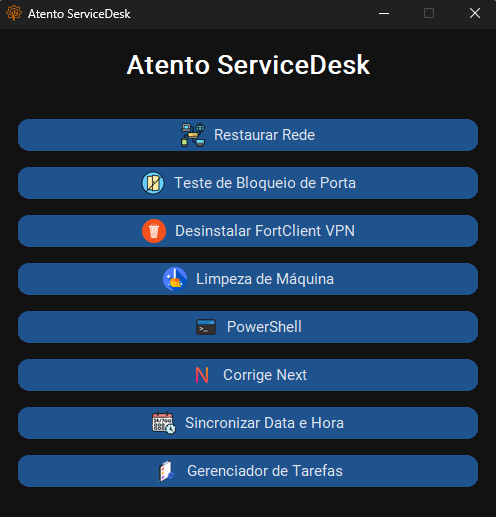 Atento ServiceDesk
Atento ServiceDesk
Restaurar Rede
Teste de Bloqueio de Porta
Desinstalar FortClient VPN
Limpeza de Máquina
PowerShell
Corrige Next
Sincronizar Data e Hora
Gerenciador de Tarefas